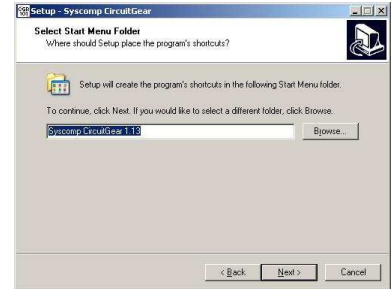 Setup - Syscomp CircuitGear
Select Start Menu Folder
Where should Setup place the program's shortcuts?
Setup will create the program's shortcuts in the following Start Menu folder.
To continue, click Next. If you would like to select a different folder, click Browse.
Syscomp CircuitGear 1.13
Browse...
< Back
Next >
Cancel